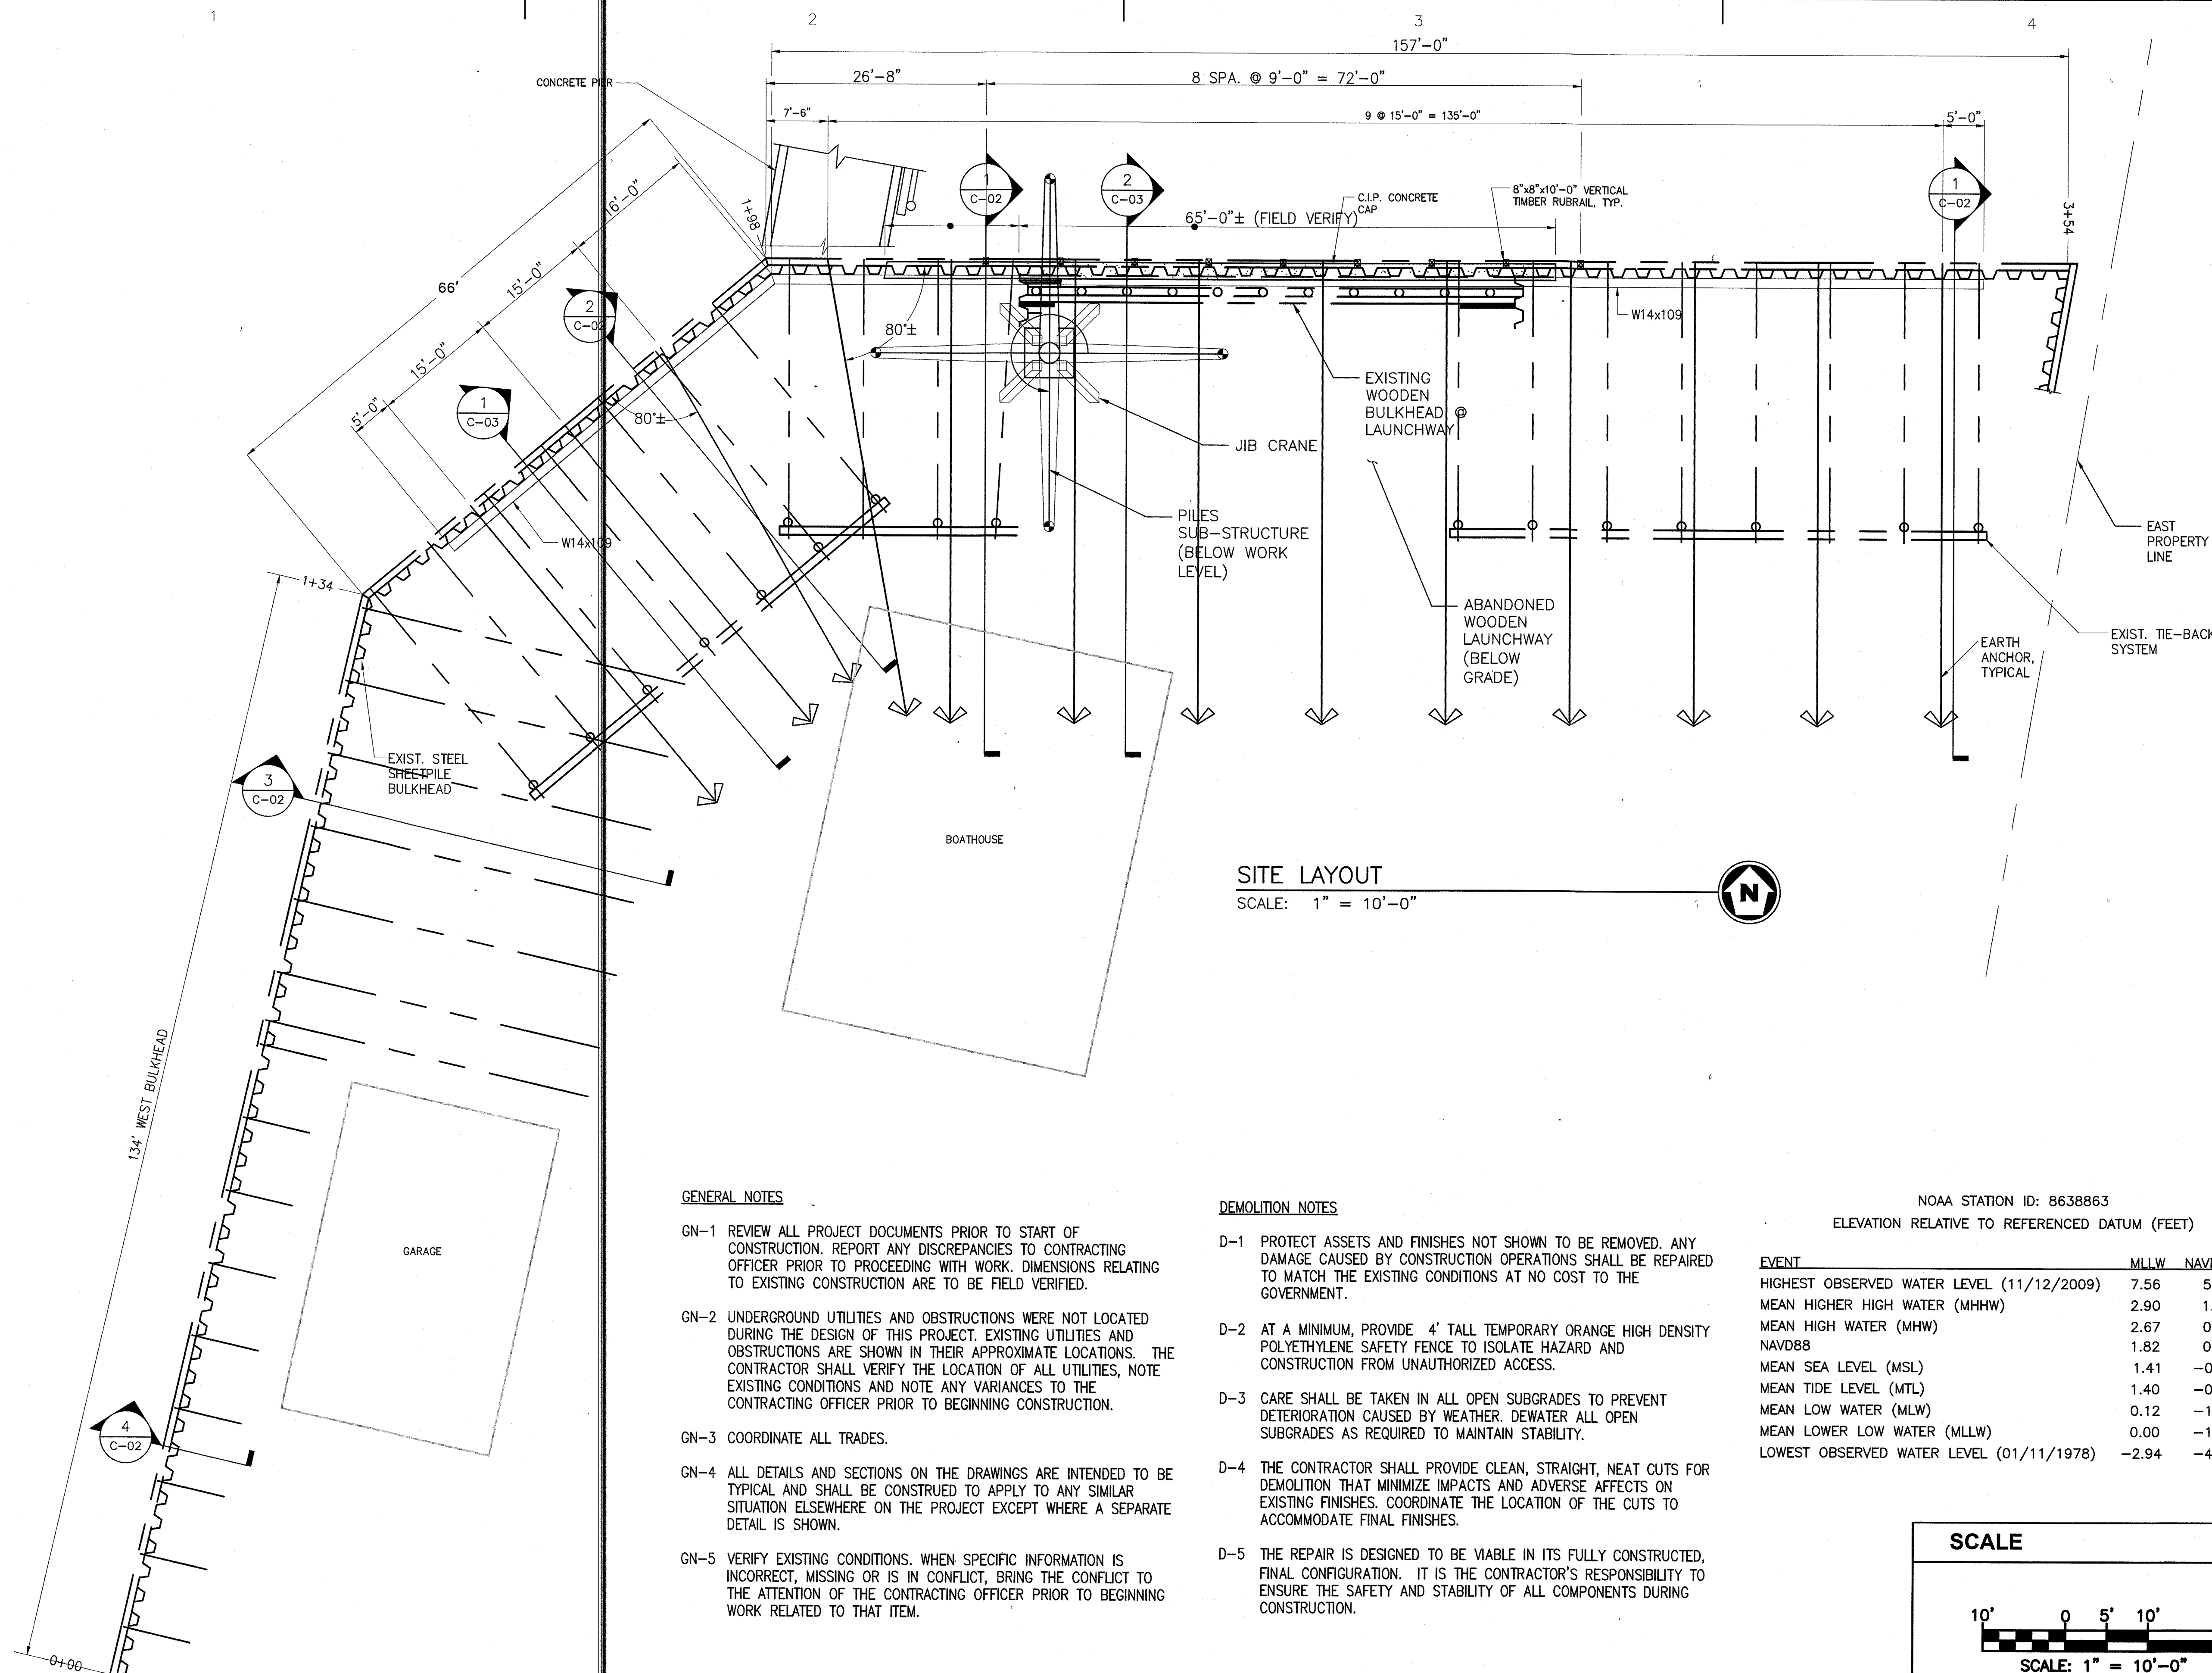 1
2
3
4
157'-0"
26'-8"
8 SPA. @ 9'-0" = 72'-0"
CONCRETE PIER
7'-6"
9 @ 15'-0" = 135'-0"
5'-0"
1
C-02
2
C-03
1
C-02
8"x8"x10'-0" VERTICAL
TIMBER RUBRAIL, TYP.
C.I.P. CONCRETE
CAP
65'-0"± (FIELD VERIFY)
1+98
3+54
16'-0"
15'-0"
15'-0"
5'-0"
66'
2
C-02
1
C-03
80°±
80°±
W14x109
W14x109
EXISTING
WOODEN
BULKHEAD @
LAUNCHWAY
JIB CRANE
PILES
SUB-STRUCTURE
(BELOW WORK
LEVEL)
ABANDONED
WOODEN
LAUNCHWAY
(BELOW
GRADE)
EAST
PROPERTY
LINE
EXIST. TIE-BACK
SYSTEM
EARTH
ANCHOR,
TYPICAL
1+34
EXIST. STEEL
SHEETPILE
BULKHEAD
3
C-02
BOATHOUSE
SITE LAYOUT
SCALE: 1" = 10'-0"
N
134' WEST BULKHEAD
GARAGE
4
C-02
0+00
GENERAL NOTES
GN-1 REVIEW ALL PROJECT DOCUMENTS PRIOR TO START OF
CONSTRUCTION. REPORT ANY DISCREPANCIES TO CONTRACTING
OFFICER PRIOR TO PROCEEDING WITH WORK. DIMENSIONS RELATING
TO EXISTING CONSTRUCTION ARE TO BE FIELD VERIFIED.
GN-2 UNDERGROUND UTILITIES AND OBSTRUCTIONS WERE NOT LOCATED
DURING THE DESIGN OF THIS PROJECT. EXISTING UTILITIES AND
OBSTRUCTIONS ARE SHOWN IN THEIR APPROXIMATE LOCATIONS. THE
CONTRACTOR SHALL VERIFY THE LOCATION OF ALL UTILITIES, NOTE
EXISTING CONDITIONS AND NOTE ANY VARIANCES TO THE
CONTRACTING OFFICER PRIOR TO BEGINNING CONSTRUCTION.
GN-3 COORDINATE ALL TRADES.
GN-4 ALL DETAILS AND SECTIONS ON THE DRAWINGS ARE INTENDED TO BE
TYPICAL AND SHALL BE CONSTRUED TO APPLY TO ANY SIMILAR
SITUATION ELSEWHERE ON THE PROJECT EXCEPT WHERE A SEPARATE
DETAIL IS SHOWN.
GN-5 VERIFY EXISTING CONDITIONS. WHEN SPECIFIC INFORMATION IS
INCORRECT, MISSING OR IS IN CONFLICT, BRING THE CONFLICT TO
THE ATTENTION OF THE CONTRACTING OFFICER PRIOR TO BEGINNING
WORK RELATED TO THAT ITEM.
DEMOLITION NOTES
D-1 PROTECT ASSETS AND FINISHES NOT SHOWN TO BE REMOVED. ANY
DAMAGE CAUSED BY CONSTRUCTION OPERATIONS SHALL BE REPAIRED
TO MATCH THE EXISTING CONDITIONS AT NO COST TO THE
GOVERNMENT.
D-2 AT A MINIMUM, PROVIDE 4' TALL TEMPORARY ORANGE HIGH DENSITY
POLYETHYLENE SAFETY FENCE TO ISOLATE HAZARD AND
CONSTRUCTION FROM UNAUTHORIZED ACCESS.
D-3 CARE SHALL BE TAKEN IN ALL OPEN SUBGRADES TO PREVENT
DETERIORATION CAUSED BY WEATHER. DEWATER ALL OPEN
SUBGRADES AS REQUIRED TO MAINTAIN STABILITY.
D-4 THE CONTRACTOR SHALL PROVIDE CLEAN, STRAIGHT, NEAT CUTS FOR
DEMOLITION THAT MINIMIZE IMPACTS AND ADVERSE AFFECTS ON
EXISTING FINISHES. COORDINATE THE LOCATION OF THE CUTS TO
ACCOMMODATE FINAL FINISHES.
D-5 THE REPAIR IS DESIGNED TO BE VIABLE IN ITS FULLY CONSTRUCTED,
FINAL CONFIGURATION. IT IS THE CONTRACTOR'S RESPONSIBILITY TO
ENSURE THE SAFETY AND STABILITY OF ALL COMPONENTS DURING
CONSTRUCTION.
NOAA STATION ID: 8638863
ELEVATION RELATIVE TO REFERENCED DATUM (FEET)
EVENT MLLW
HIGHEST OBSERVED WATER LEVEL (11/12/2009) 7.56
MEAN HIGHER HIGH WATER (MHHW) 2.90
MEAN HIGH WATER (MHW) 2.67
NAVD88 1.82
MEAN SEA LEVEL (MSL) 1.41
MEAN TIDE LEVEL (MTL) 1.40
MEAN LOW WATER (MLW) 0.12
MEAN LOWER LOW WATER (MLLW) 0.00
LOWEST OBSERVED WATER LEVEL (01/11/1978) -2.94
SCALE
10' 0 5' 10'
SCALE: 1" = 10'-0"